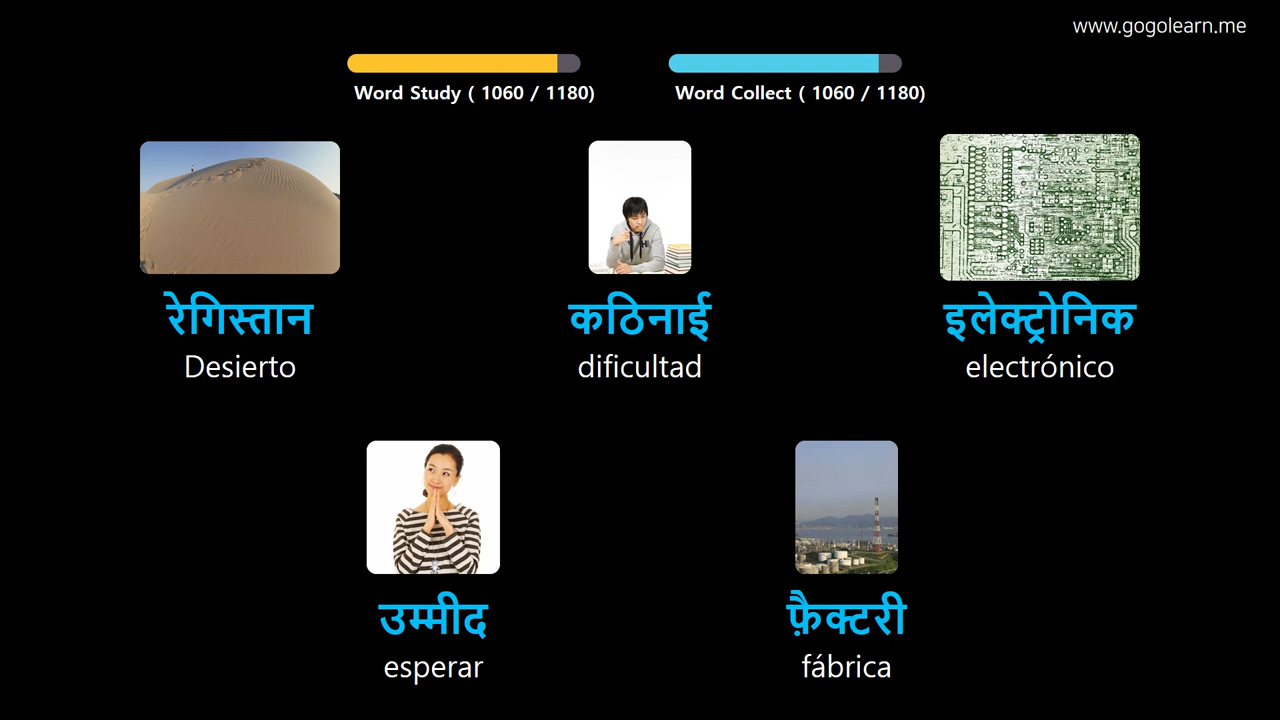 www.gogolearn.me
Word Study ( 1060 / 1180)
Word Collect ( 1060 / 1180)
रेगिस्तान
Desierto
कठिनाई
dificultad
इलेक्ट्रोनिक
electrónico
उम्मीद
esperar
फ़ैक्टरी
fábrica